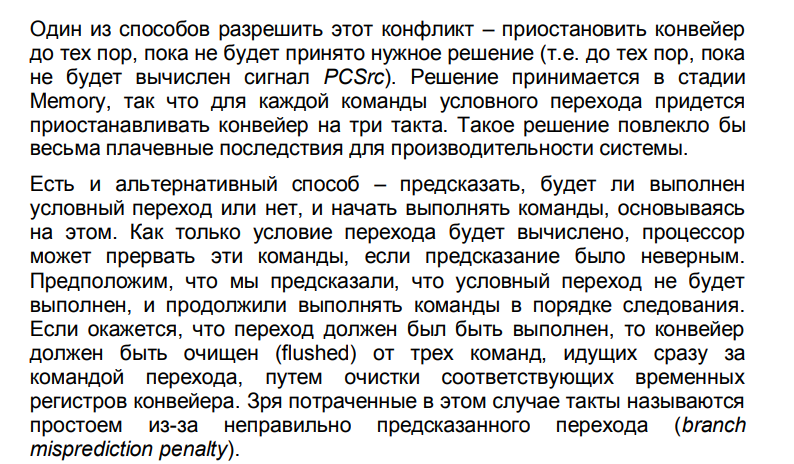 Один из способов разрешить этот конфликт – приостановить конвейер
до тех пор, пока не будет принято нужное решение (т.е. до тех пор, пока
не будет вычислен сигнал PCSrc). Решение принимается в стадии
Memory, так что для каждой команды условного перехода придется
приостанавливать конвейер на три такта. Такое решение повлекло бы
весьма плачевные последствия для производительности системы.
Есть и альтернативный способ – предсказать, будет ли выполнен
условный переход или нет, и начать выполнять команды, основываясь
на этом. Как только условие перехода будет вычислено, процессор
может прервать эти команды, если предсказание было неверным.
Предположим, что мы предсказали, что условный переход не будет
выполнен, и продолжили выполнять команды в порядке следования.
Если окажется, что переход должен был быть выполнен, то конвейер
должен быть очищен (flushed) от трех команд, идущих сразу за
командой перехода, путем очистки соответствующих временных
регистров конвейера. Зря потраченные в этом случае такты называются
простоем из-за неправильно предсказанного перехода (branch
misprediction penalty).